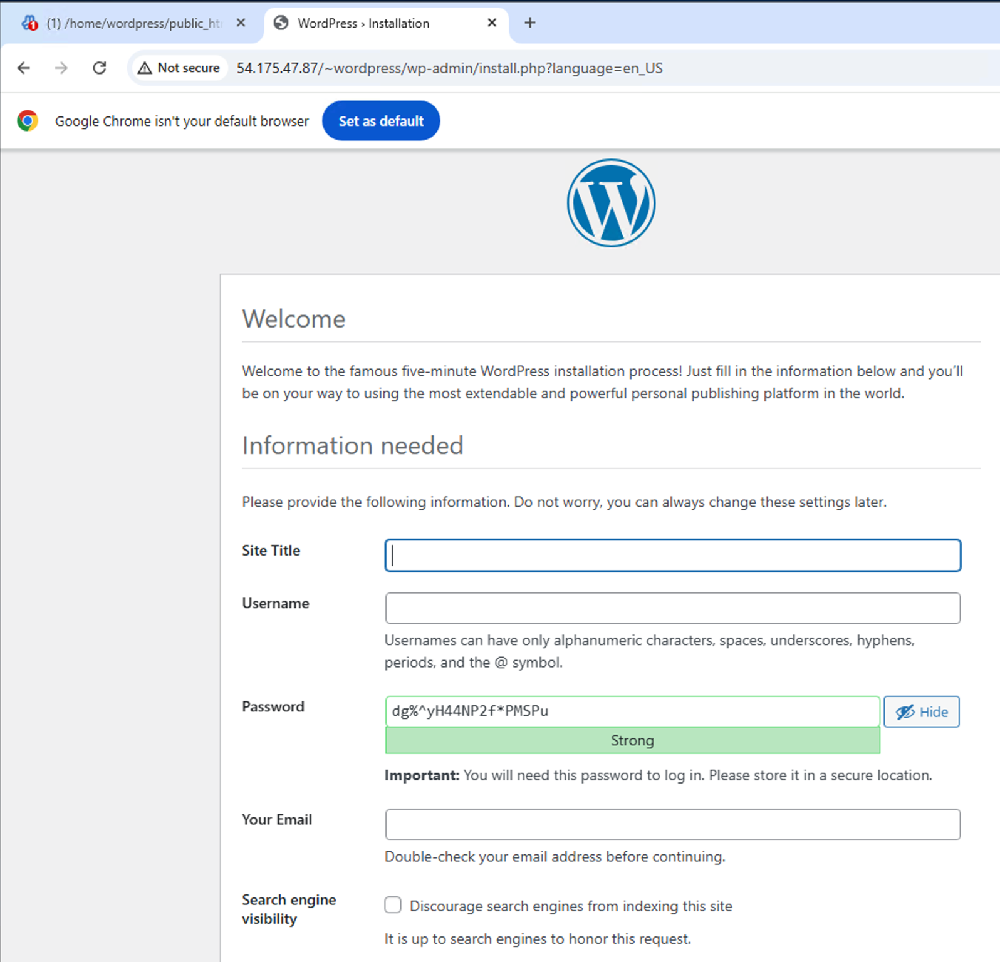 (1) /home/wordpress/public_ht
WordPress › Installation
Not secure
54.175.47.87/~wordpress/wp-admin/install.php?language=en_US
Google Chrome isn't your default browser
Set as default
Welcome
Welcome to the famous five-minute WordPress installation process! Just fill in the information below and you’ll
be on your way to using the most extendable and powerful personal publishing platform in the world.
Information needed
Please provide the following information. Do not worry, you can always change these settings later.
Site Title
Username
Usernames can have only alphanumeric characters, spaces, underscores, hyphens,
periods, and the @ symbol.
Password
dg%^yH44NP2f*PMSPu
Hide
Strong
Important: You will need this password to log in. Please store it in a secure location.
Your Email
Double-check your email address before continuing.
Search engine
visibility
Discourage search engines from indexing this site
It is up to search engines to honor this request.